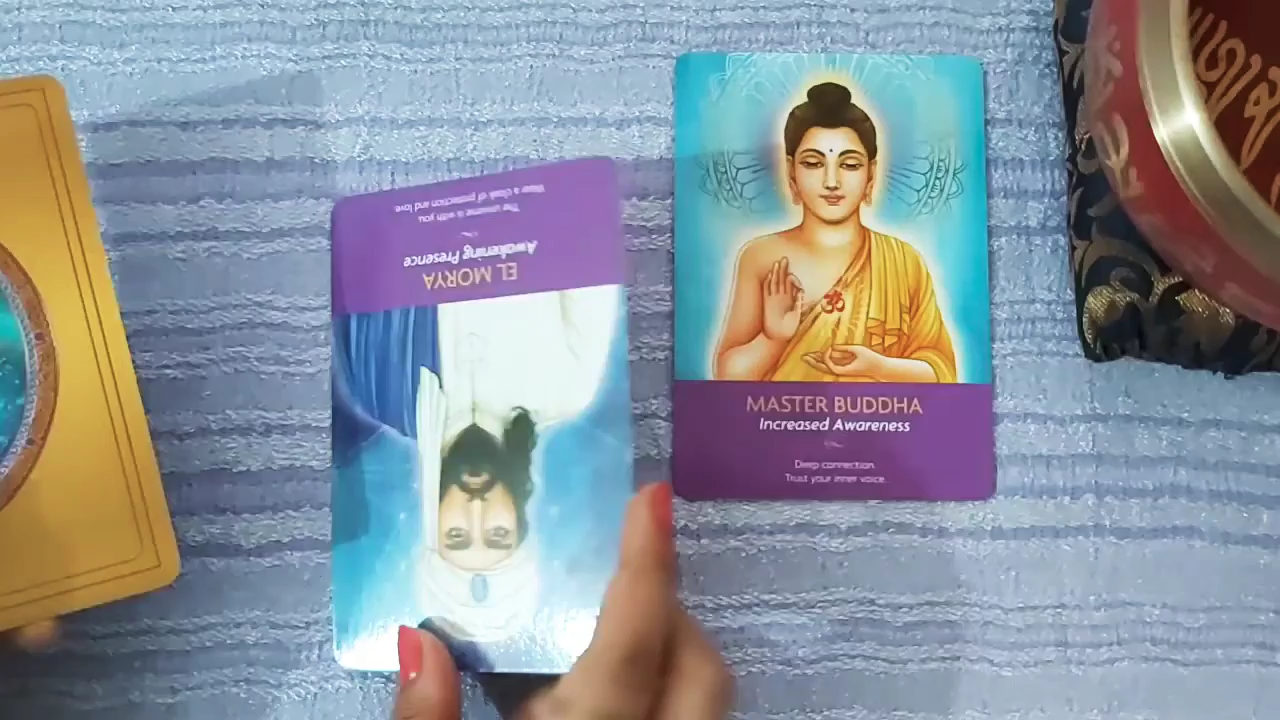 EL MORYA
Awakening Presence
The universe is with you.
Wear a cloak of protection and love.
ॐ
MASTER BUDDHA
Increased Awareness
Deep connection.
Trust your inner voice.